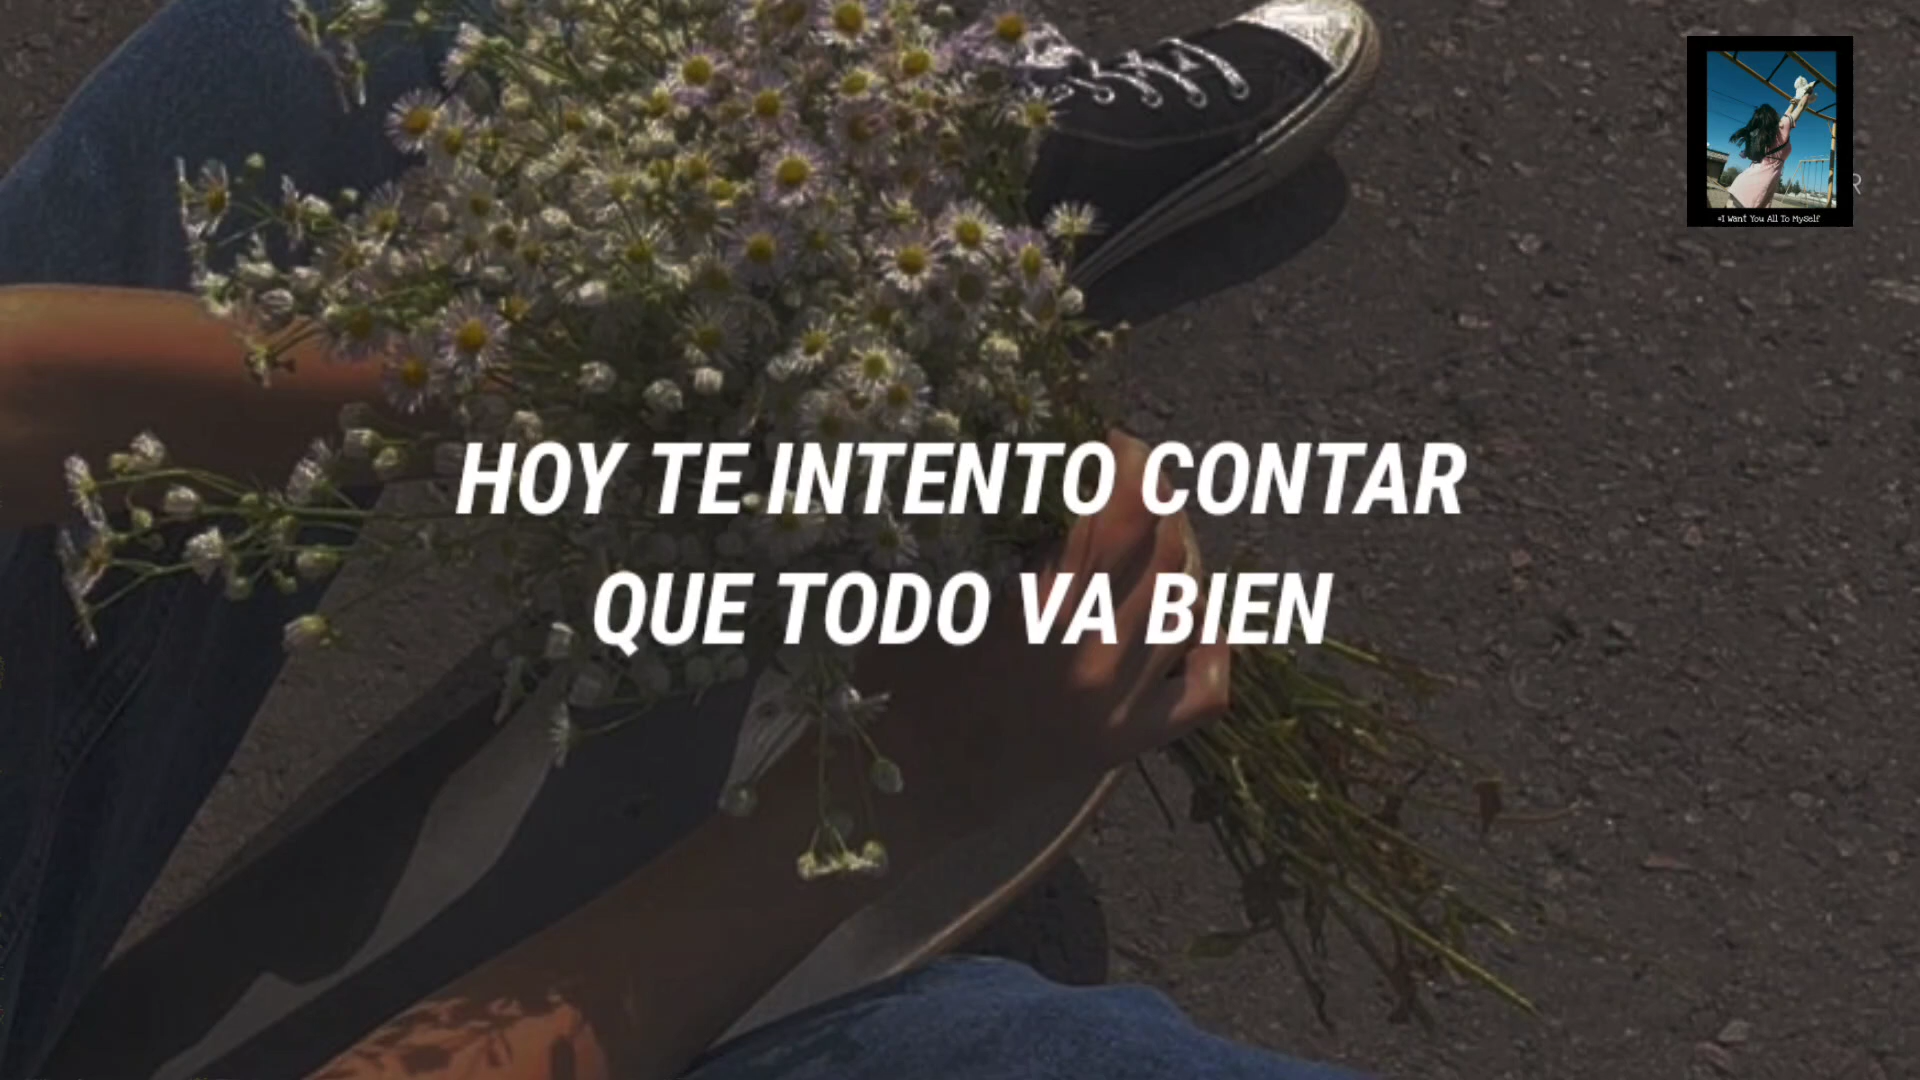 HOY TE INTENTO CONTAR
QUE TODO VA BIEN
#I Want You All To Myself
R